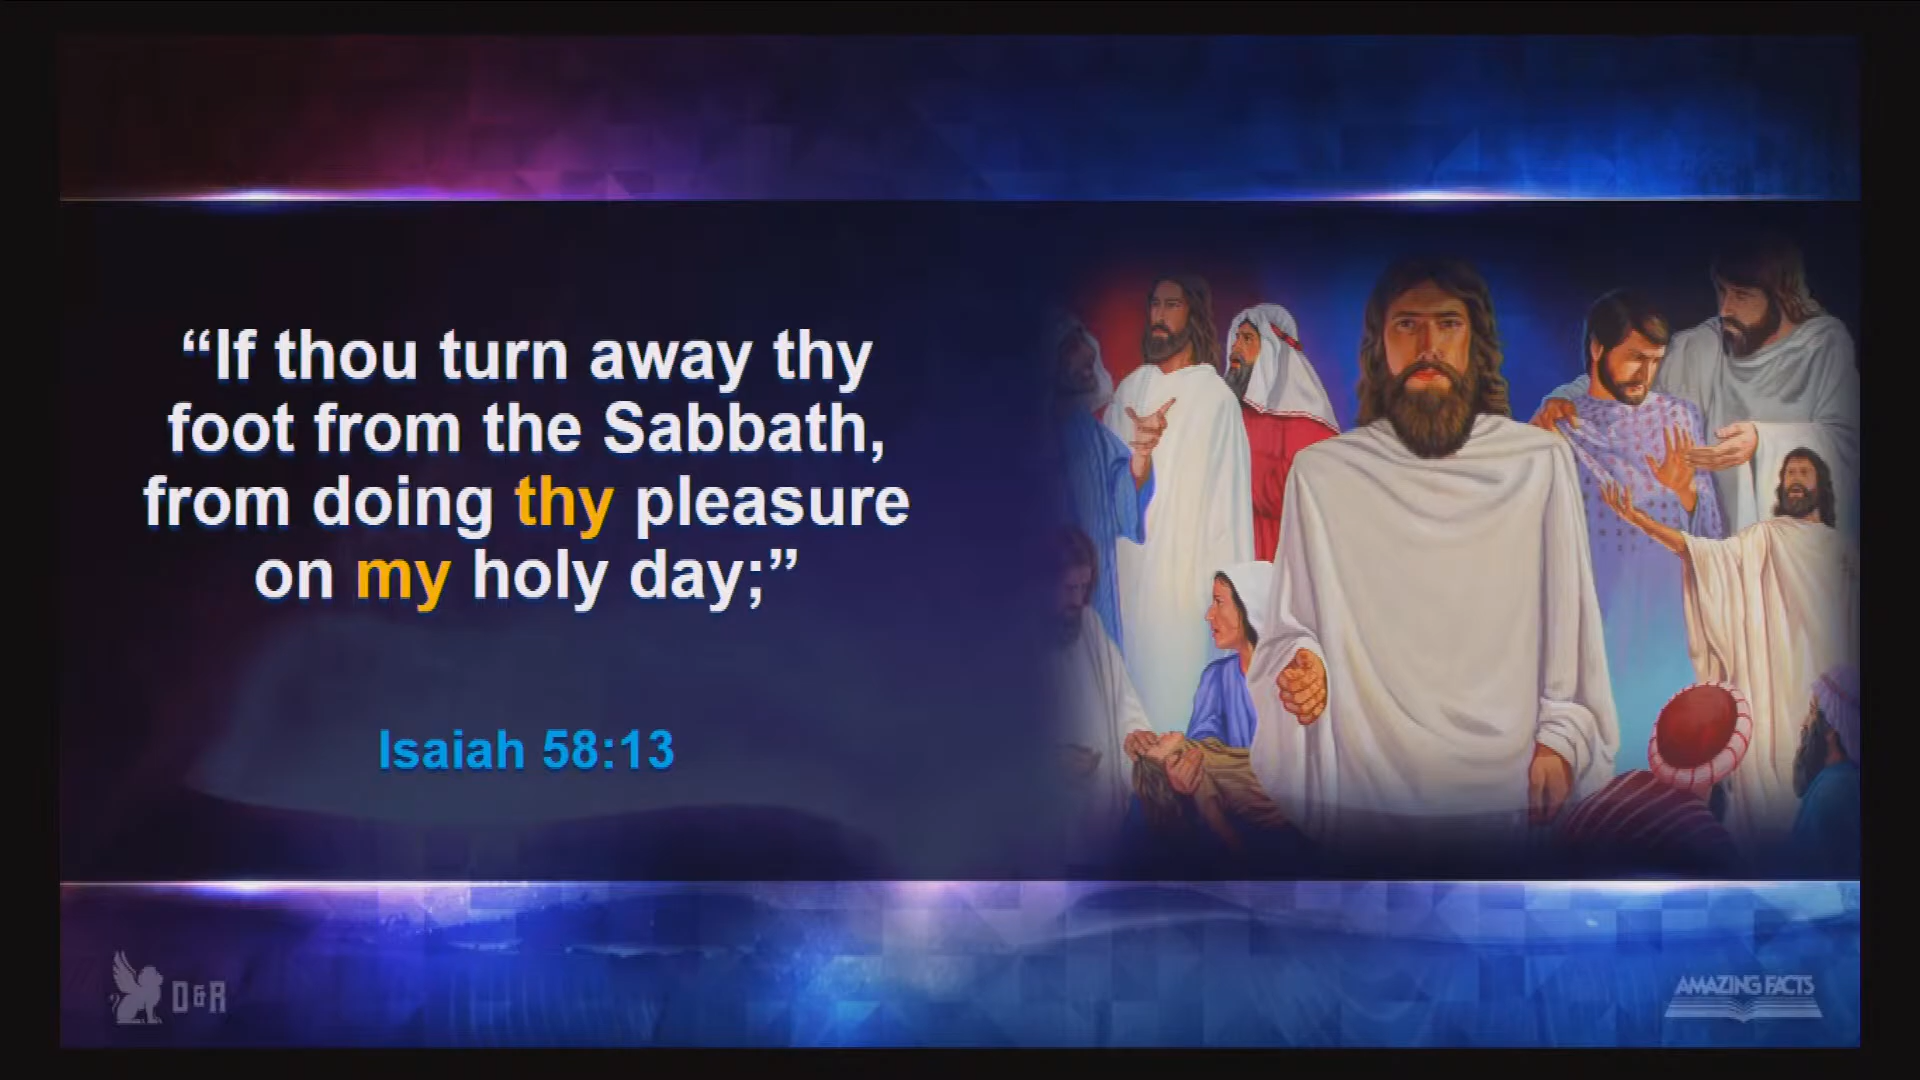 “If thou turn away thy
foot from the Sabbath,
from doing thy pleasure
on my holy day;”
Isaiah 58:13
D&R
AMAZING FACTS